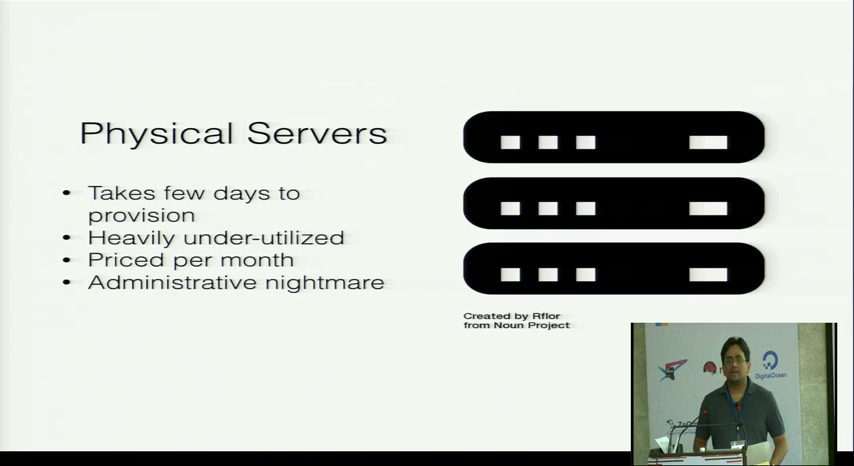 Physical Servers
• Takes few days to
provision
• Heavily under-utilized
• Priced per month
• Administrative nightmare
Created by Rflor
from Noun Project
DigitalOcean